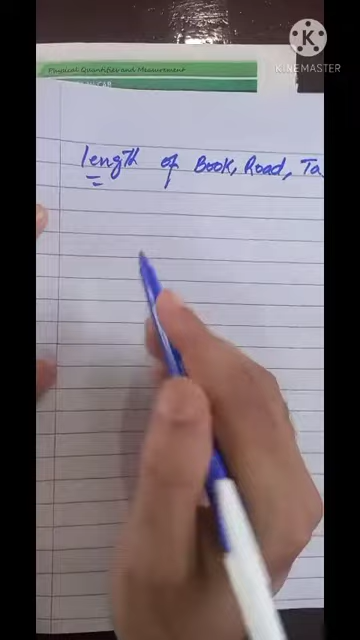 K
KINEMASTER
Physical Quantities and Measurement
length of Book, Road, Ta